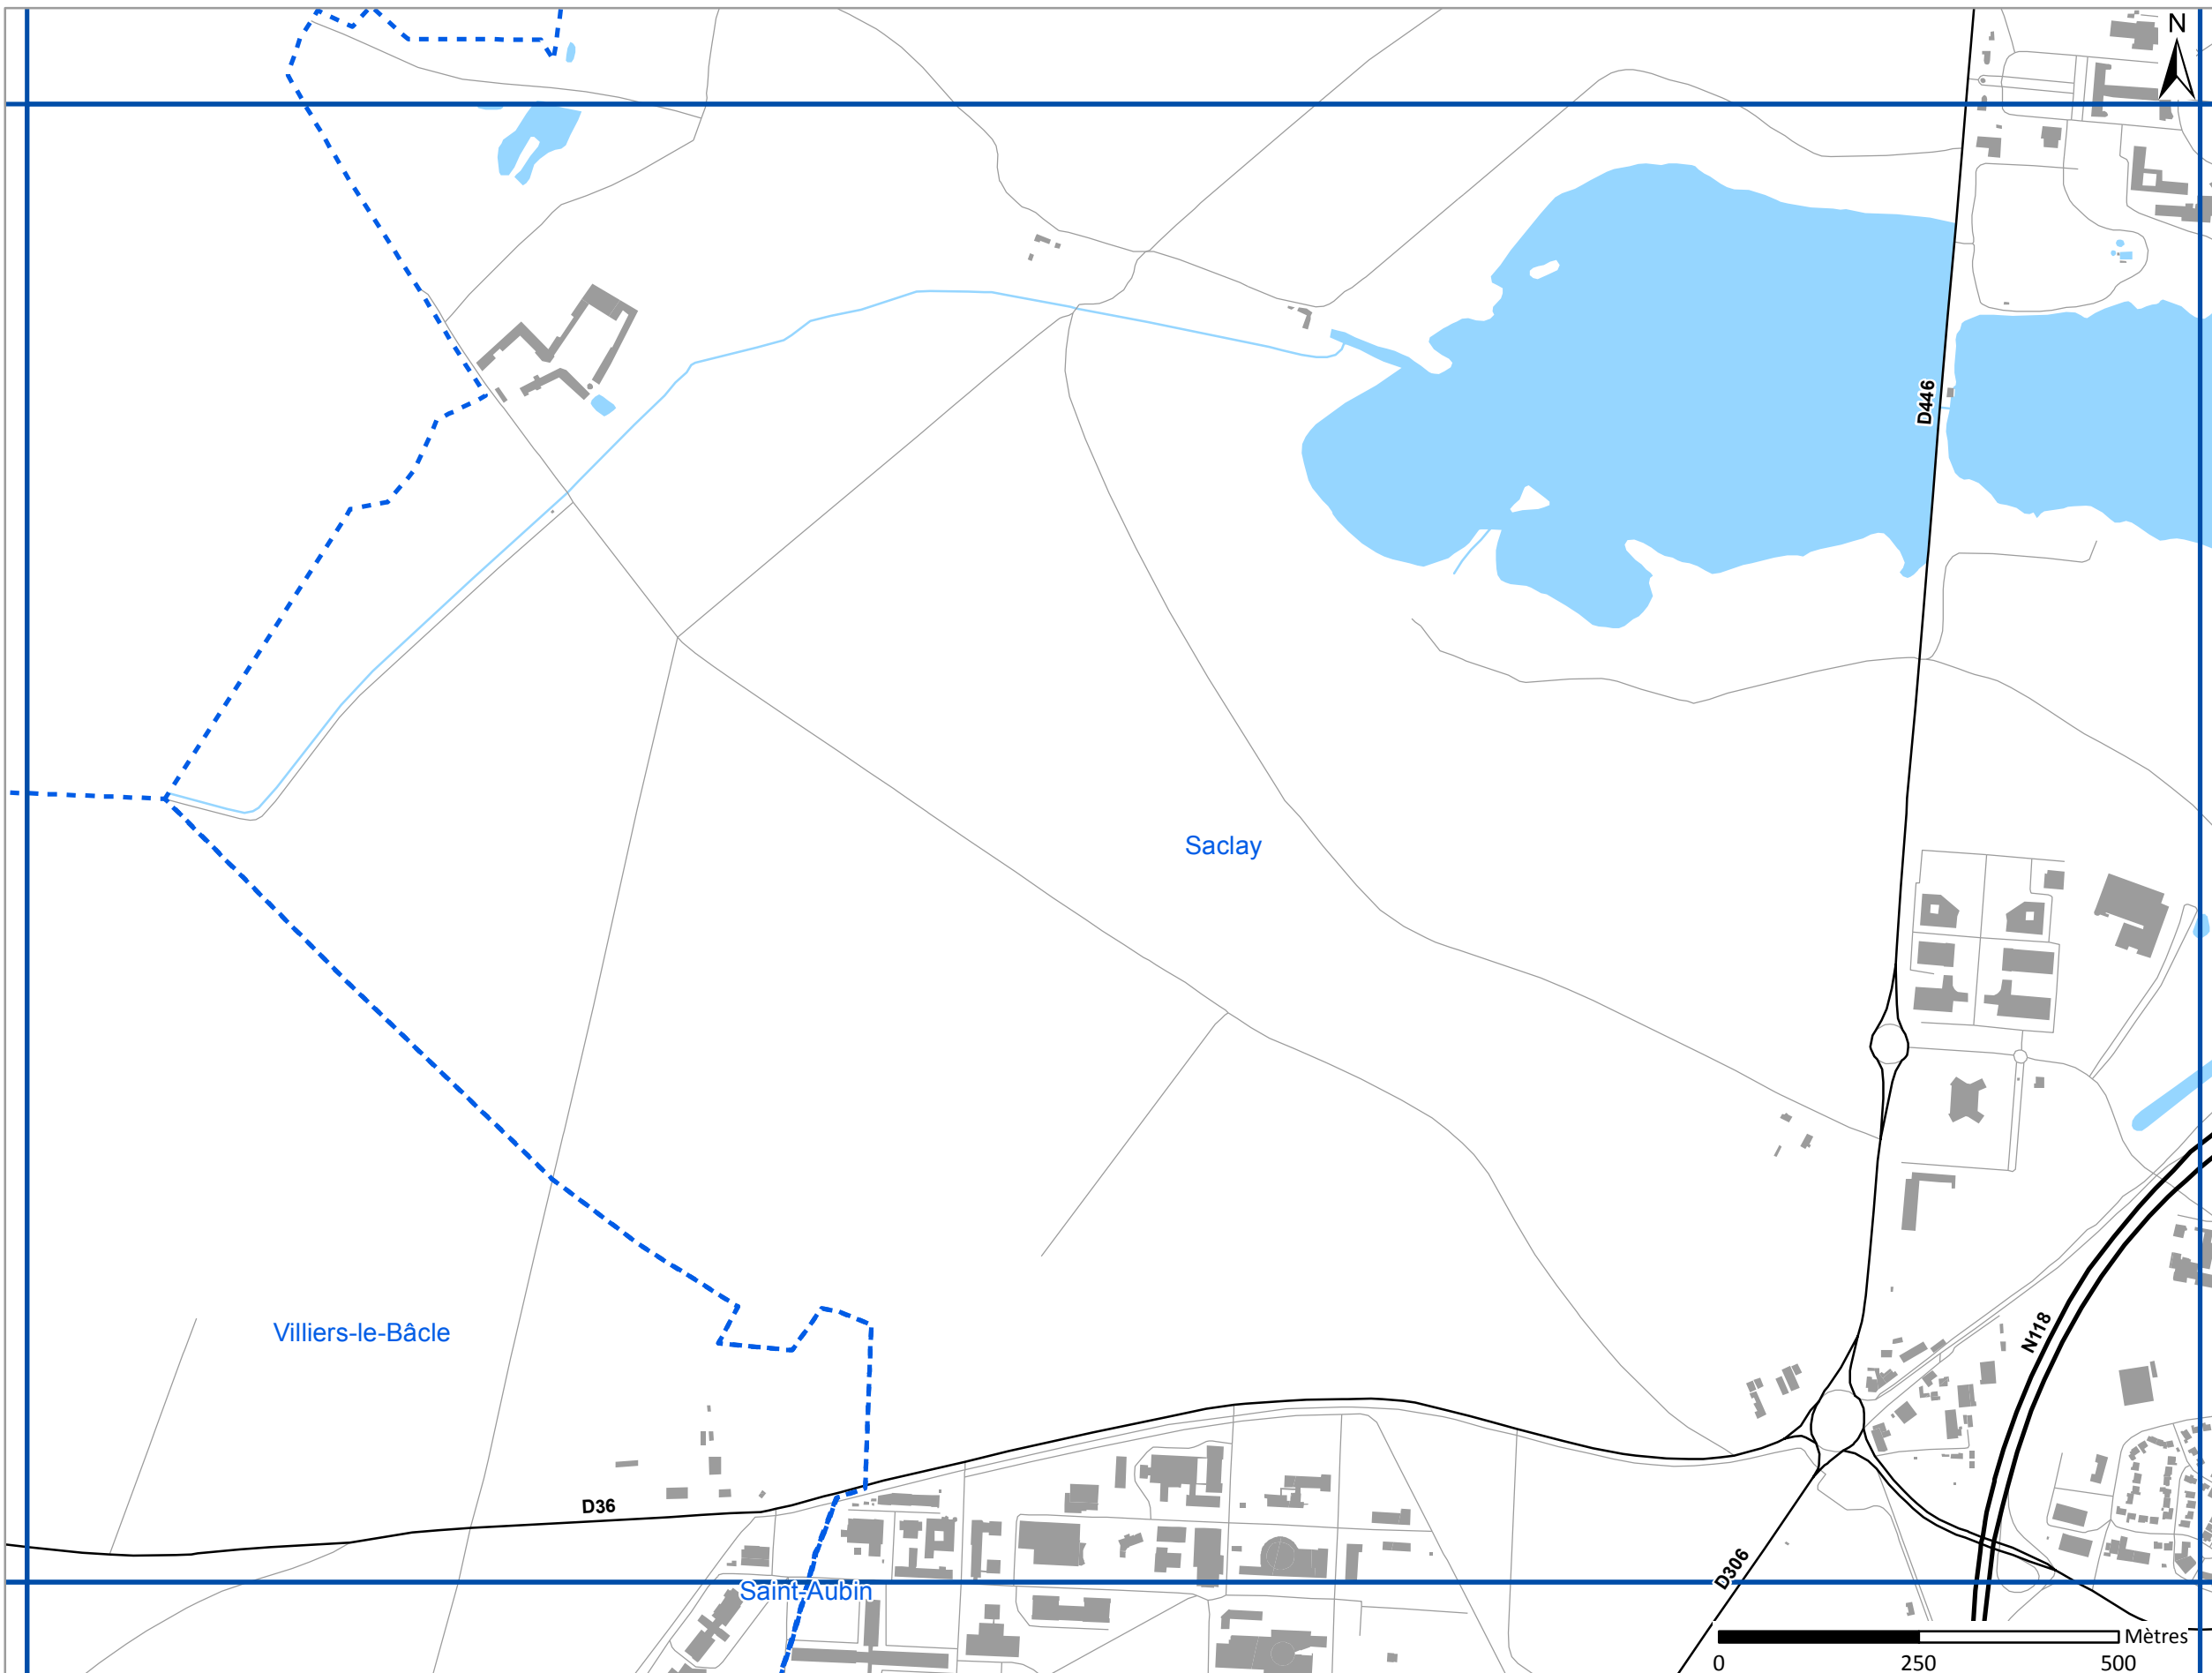 N
D446
Saclay
N118
Villiers-le-Bâcle
D36
D306
Saint-Aubin
Mètres
0 250 500